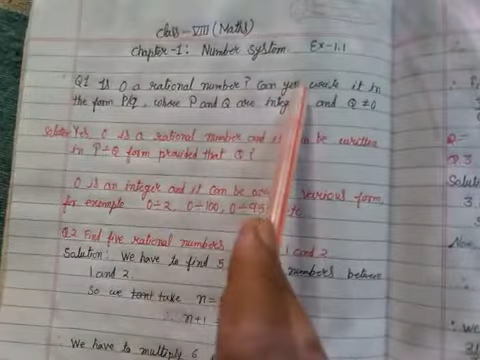 Class-VIII (Maths)
Chapter-1: Number System Ex-1.1
Q1 Is 0 a rational number? Can you write it in
the form P/Q, where P and Q are integ and Q ≠ 0
Yes, 0 is a rational number and be written
in P÷Q form provided that Q
0 is an integer and it can be various form
for example 0÷2, 0÷100,
Q2 find five rational numbers 1 and 2
Solution: We have to find 5 numbers between
1 and 2
So we take n =
∴ n+1 =
We have to multiply 6
Q=
Q3
Solut
3